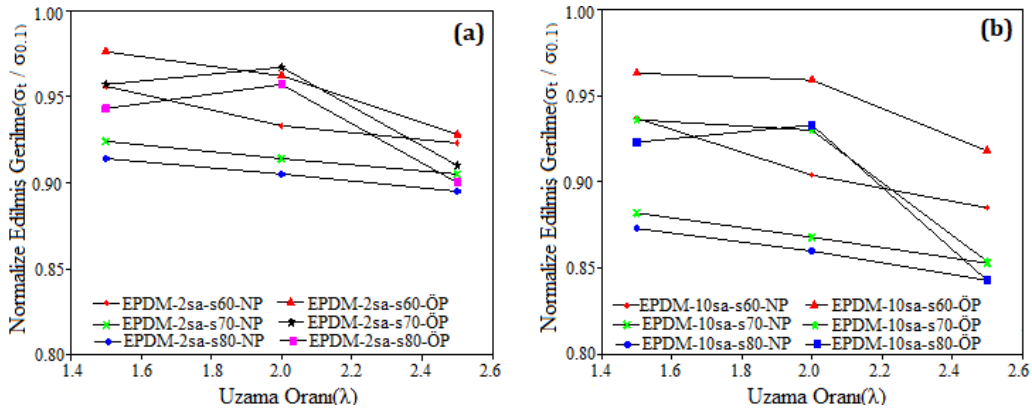 (a)
Normalize Edilmis Gerilme(σt / σ0.1)
1.00
0.95
0.90
0.85
0.80
EPDM-2sa-s60-NP
EPDM-2sa-s60-ÖP
EPDM-2sa-s70-NP
EPDM-2sa-s70-ÖP
EPDM-2sa-s80-NP
EPDM-2sa-s80-ÖP
1.4 1.6 1.8 2.0 2.2 2.4 2.6
Uzama Oranı(λ)
(b)
Normalize Edilmis Gerilme(σt / σ0.1)
1.00
0.95
0.90
0.85
0.80
EPDM-10sa-s60-NP
EPDM-10sa-s60-ÖP
EPDM-10sa-s70-NP
EPDM-10sa-s70-ÖP
EPDM-10sa-s80-NP
EPDM-10sa-s80-ÖP
1.4 1.6 1.8 2.0 2.2 2.4 2.6
Uzama Oranı(λ)